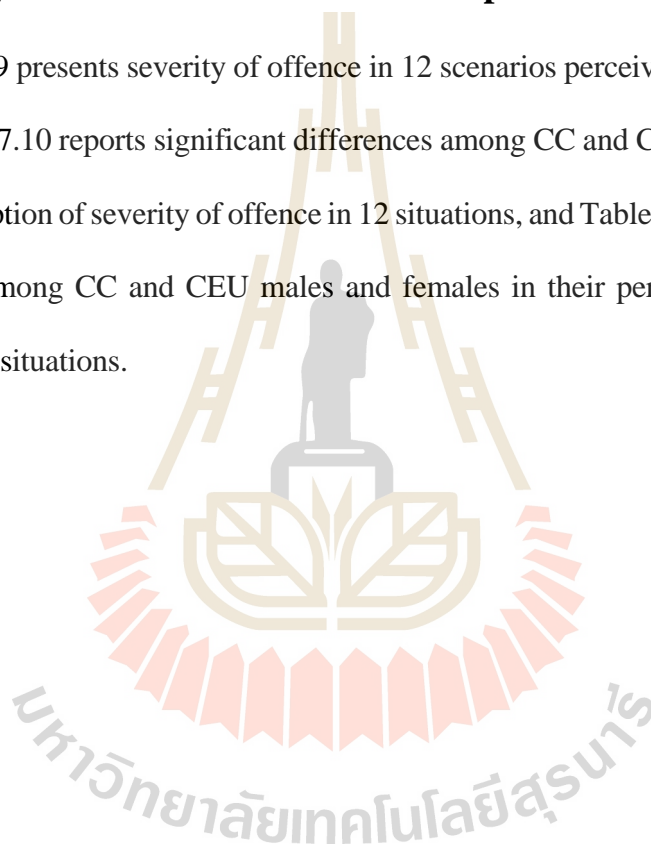 9 presents severity of offence in 12 scenarios perceiv
7.10 reports significant differences among CC and C
tion of severity of offence in 12 situations, and Table
mong CC and CEU males and females in their per
situations.
มหาวิทยาลัยเทคโนโลยีสุรนารี